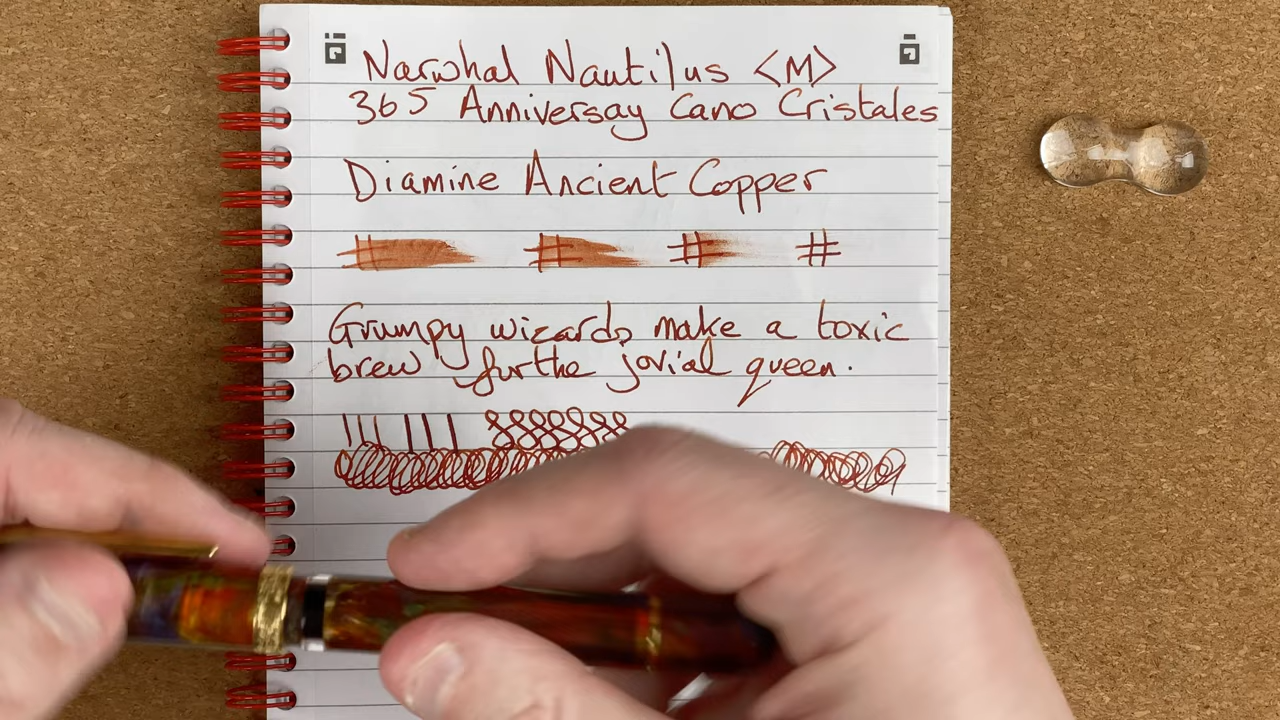 Narwhal Nautilus <M>
365 Anniversay Cano Cristales
Diamine Ancient Copper
Grumpy wizards make a toxic
brew for the jovial queen.